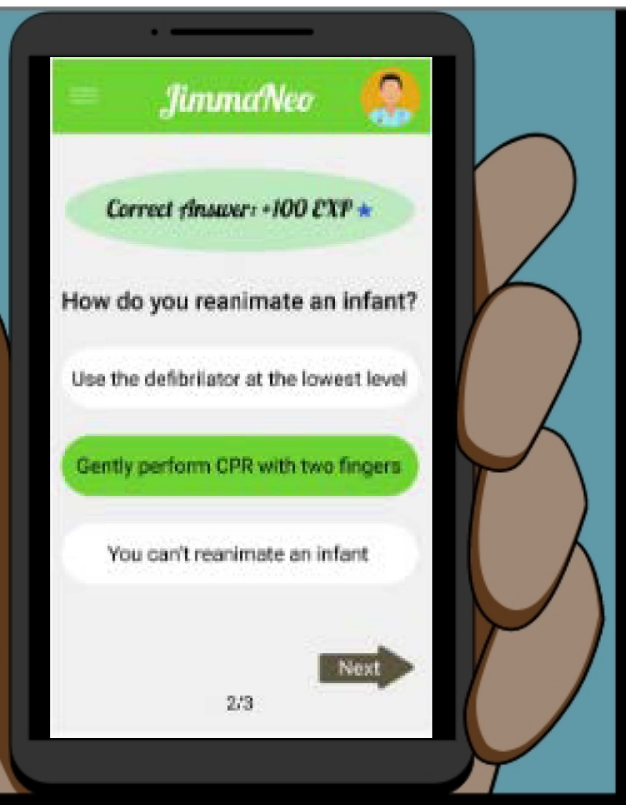 JimmaNeo
Correct Answer: +100 EXP
How do you reanimate an infant?
Use the defibrilator at the lowest level
Gently perform CPR with two fingers
You can't reanimate an infant
Next
2/3